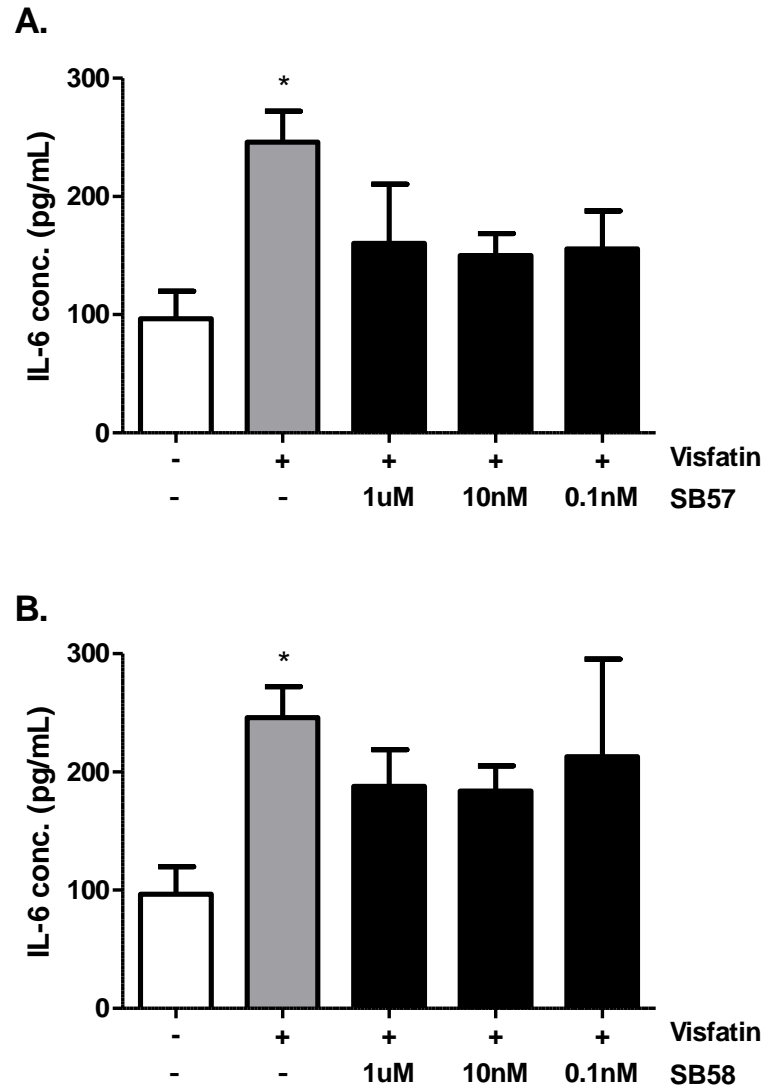 A.
IL-6 conc. (pg/mL)
300
200
100
0
*
- + + + + Visfatin
- - 1uM 10nM 0.1nM SB57
B.
IL-6 conc. (pg/mL)
300
200
100
0
*
- + + + + Visfatin
- - 1uM 10nM 0.1nM SB58